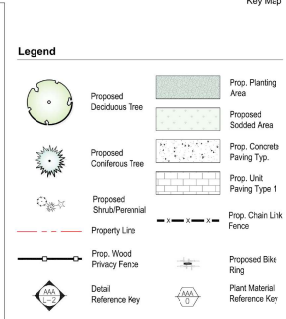 Key Map
Legend
Proposed
Deciduous Tree
Proposed
Coniferous Tree
Proposed
Shrub/Perennial
Property Line
Prop. Wood
Privacy Fence
AAA
L-2
Detail
Reference Key
Prop. Planting
Area
Proposed
Sodded Area
Prop. Concrete
Paving Typ.
Prop. Unit
Paving Type 1
X X X
Prop. Chain Link
Fence
Proposed Bike
Ring
AAA
0
Plant Material
Reference Key